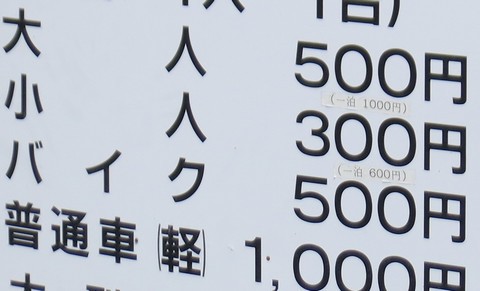 大人 500円
(一泊 1000円)
小人 300円
(一泊 600円)
バイク 500円
普通車(軽) 1,000円